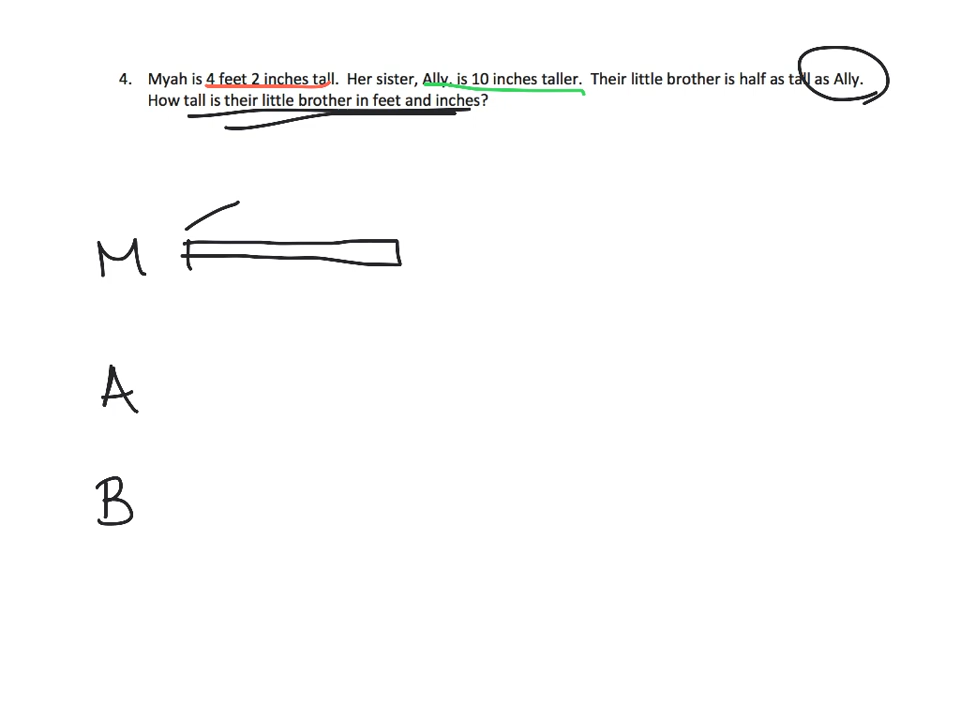 4. Myah is 4 feet 2 inches tall. Her sister, Ally, is 10 inches taller. Their little brother is half as tall as Ally.
How tall is their little brother in feet and inches?
M
A
B